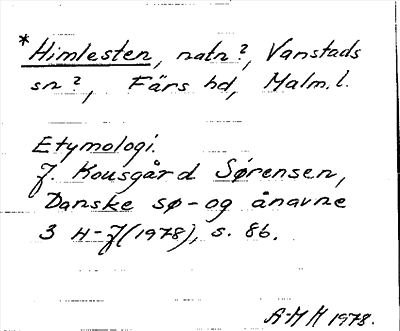 *Himlesten, natn?, Vanstads
sn?, Färs hd, Malm. l.
Etymologi.
J. Kousgård Sørensen,
Danske sø- og ånavne
3 H-J (1978), s. 86.
A-M H 1978.